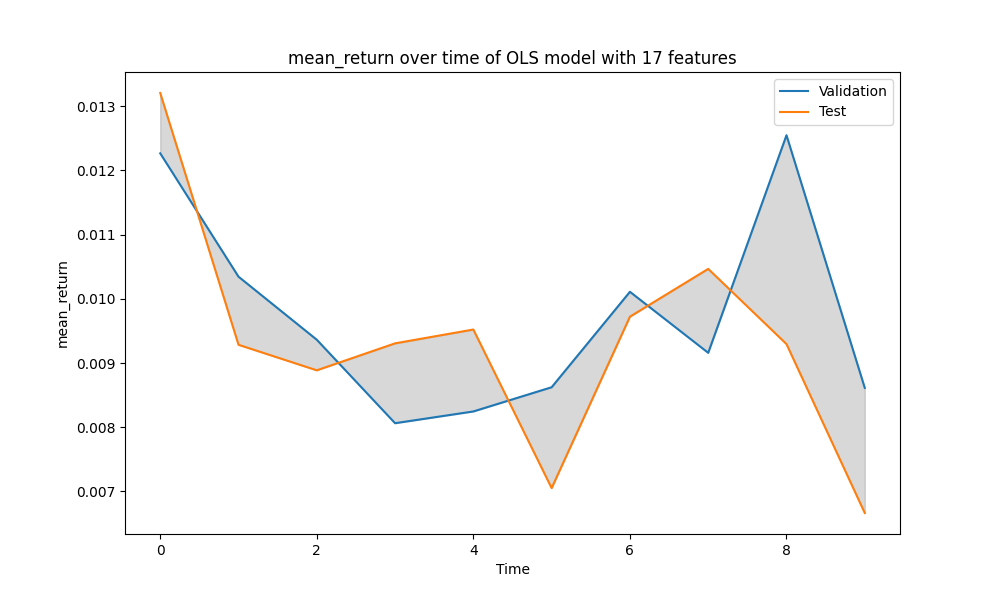 mean_return over time of OLS model with 17 features
Validation
Test
0.013
0.012
0.011
0.010
0.009
0.008
0.007
mean_return
0 2 4 6 8
Time